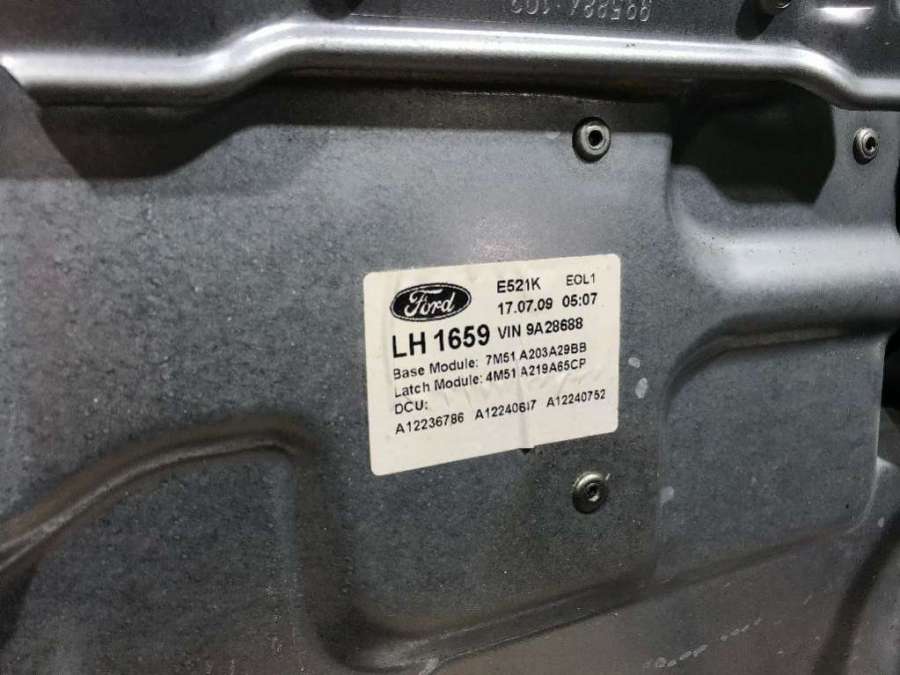 Ford
E521K EOL1
17.07.09 05:07
LH 1659 VIN 9A28688
Base Module: 7M51 A203A29BB
Latch Module: 4M51 A219A65CP
DCU:
A12236786 A12240617 A12240752